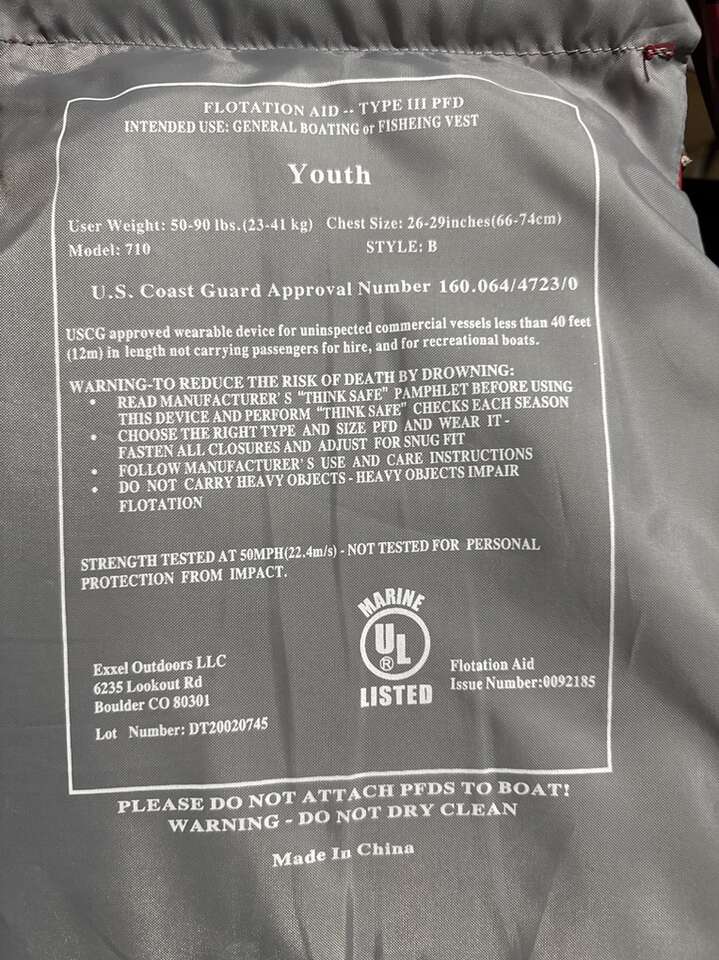 FLOTATION AID -- TYPE III PFD
INTENDED USE: GENERAL BOATING or FISHEING VEST
Youth
User Weight: 50-90 lbs.(23-41 kg) Chest Size: 26-29inches(66-74cm)
Model: 710 STYLE: B
U.S. Coast Guard Approval Number 160.064/4723/0
USCG approved wearable device for uninspected commercial vessels less than 40 feet
(12m) in length not carrying passengers for hire, and for recreational boats.
WARNING-TO REDUCE THE RISK OF DEATH BY DROWNING:
• READ MANUFACTURER'S "THINK SAFE" PAMPHLET BEFORE USING
THIS DEVICE AND PERFORM "THINK SAFE" CHECKS EACH SEASON
• CHOOSE THE RIGHT TYPE AND SIZE PFD AND WEAR IT -
FASTEN ALL CLOSURES AND ADJUST FOR SNUG FIT
• FOLLOW MANUFACTURER'S USE AND CARE INSTRUCTIONS
• DO NOT CARRY HEAVY OBJECTS - HEAVY OBJECTS IMPAIR
FLOTATION
STRENGTH TESTED AT 50MPH(22.4m/s) - NOT TESTED FOR PERSONAL
PROTECTION FROM IMPACT.
MARINE
UL ®
LISTED
Exxel Outdoors LLC
6235 Lookout Rd
Boulder CO 80301
Lot Number: DT20020745
Flotation Aid
Issue Number:0092185
PLEASE DO NOT ATTACH PFDS TO BOAT!
WARNING - DO NOT DRY CLEAN
Made In China